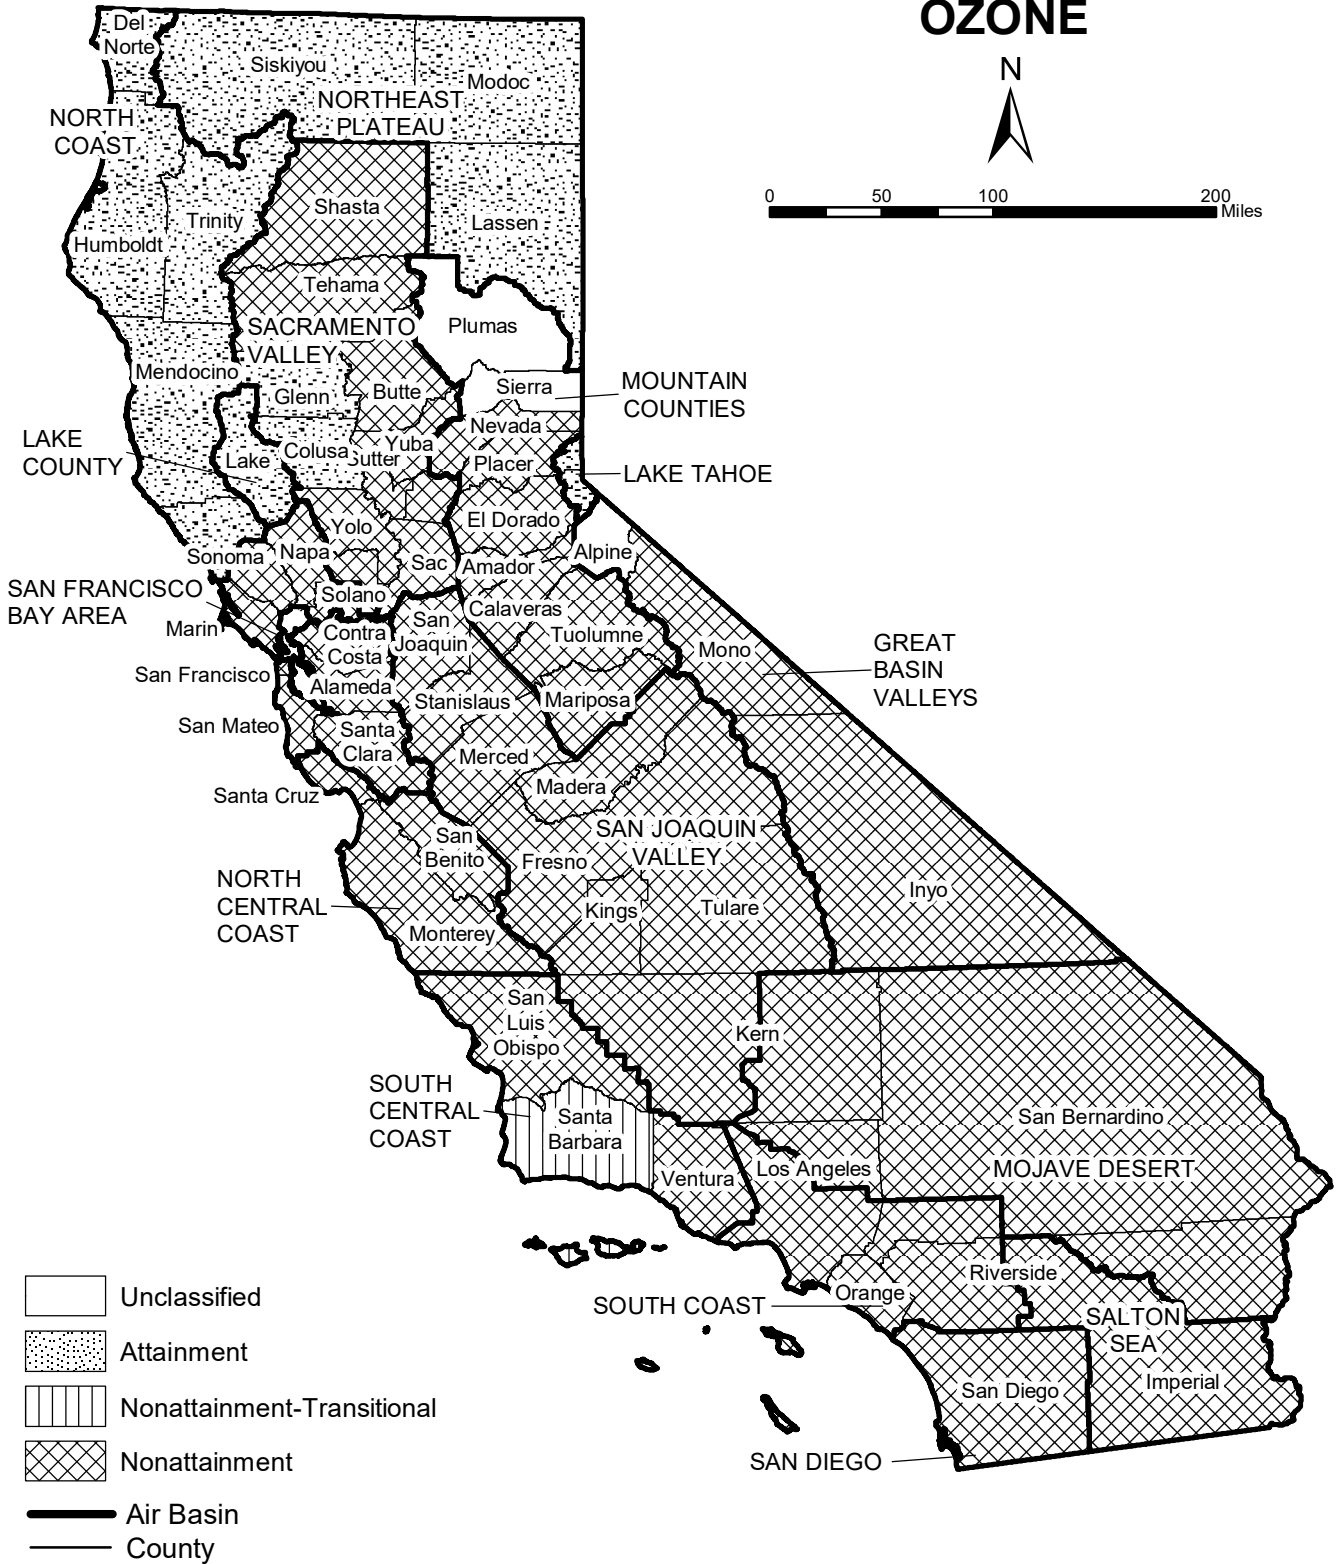 OZONE
N
0 50 100 200
Miles
Del
Norte
Siskiyou
Modoc
NORTHEAST
PLATEAU
NORTH
COAST
Shasta
Trinity
Lassen
Humboldt
Tehama
Plumas
SACRAMENTO
VALLEY
Mendocino
Sierra
MOUNTAIN
COUNTIES
Glenn
Butte
Nevada
LAKE
COUNTY
Lake
Colusa
Sutter
Yuba
Placer
LAKE TAHOE
El Dorado
Yolo
Sonoma
Napa
Sac
Amador
Alpine
SAN FRANCISCO
BAY AREA
Solano
Marin
Contra
Costa
San
Joaquin
Calaveras
Tuolumne
Mono
GREAT
BASIN
VALLEYS
San Francisco
Alameda
Stanislaus
Mariposa
San Mateo
Santa
Clara
Merced
Madera
Santa Cruz
SAN JOAQUIN
VALLEY
San
Benito
Fresno
NORTH
CENTRAL
COAST
Kings
Tulare
Inyo
Monterey
San
Luis
Obispo
Kern
SOUTH
CENTRAL
COAST
Santa
Barbara
San Bernardino
Ventura
Los Angeles
MOJAVE DESERT
Orange
Riverside
SOUTH COAST
SALTON
SEA
San Diego
Imperial
SAN DIEGO
Unclassified
Attainment
Nonattainment-Transitional
Nonattainment
Air Basin
County